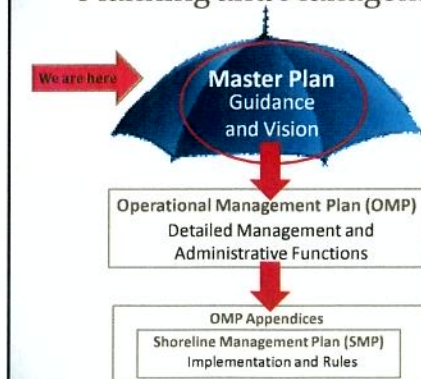 We are here
Master Plan
Guidance
and Vision
Operational Management Plan (OMP)
Detailed Management and
Administrative Functions
OMP Appendices
Shoreline Management Plan (SMP)
Implementation and Rules